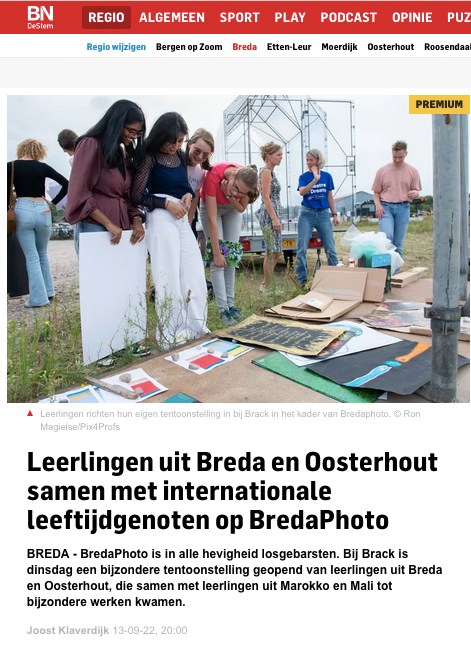 BN
DeStem
REGIO ALGEMEEN SPORT PLAY PODCAST OPINIE PUZ
Regio wijzigen Bergen op Zoom Breda Etten-Leur Moerdijk Oosterhout Roosendaal
PREMIUM
Leerlingen richten hun eigen tentoonstelling in bij Brack in het kader van Bredaphoto. © Ron
Magielse/Pix4Profs
Leerlingen uit Breda en Oosterhout
samen met internationale
leeftijdgenoten op BredaPhoto
BREDA - BredaPhoto is in alle hevigheid losgebarsten. Bij Brack is
dinsdag een bijzondere tentoonstelling geopend van leerlingen uit Breda
en Oosterhout, die samen met leerlingen uit Marokko en Mali tot
bijzondere werken kwamen.
Joost Klaverdijk 13-09-22, 20:00